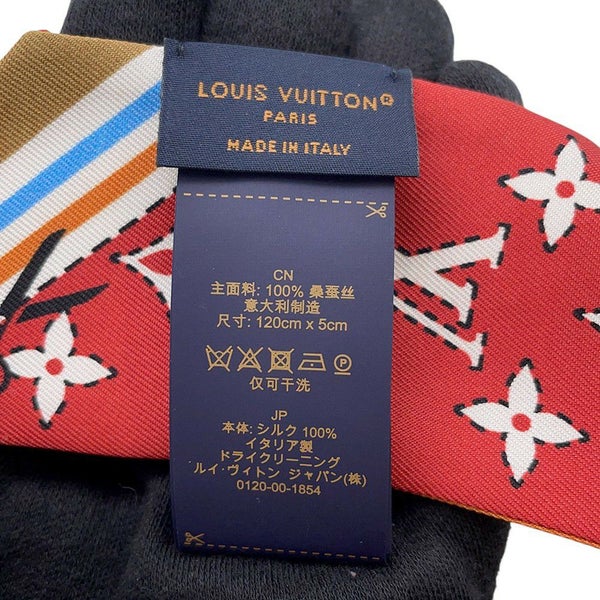 LOUIS VUITTON®
PARIS
MADE IN ITALY
CN
主面料: 100% 桑蚕丝
意大利制造
尺寸: 120cm x 5cm
P
仅可干洗
JP
本体: シルク 100%
イタリア製
ドライクリーニング
ルイ・ヴィトン ジャパン(株)
0120-00-1854